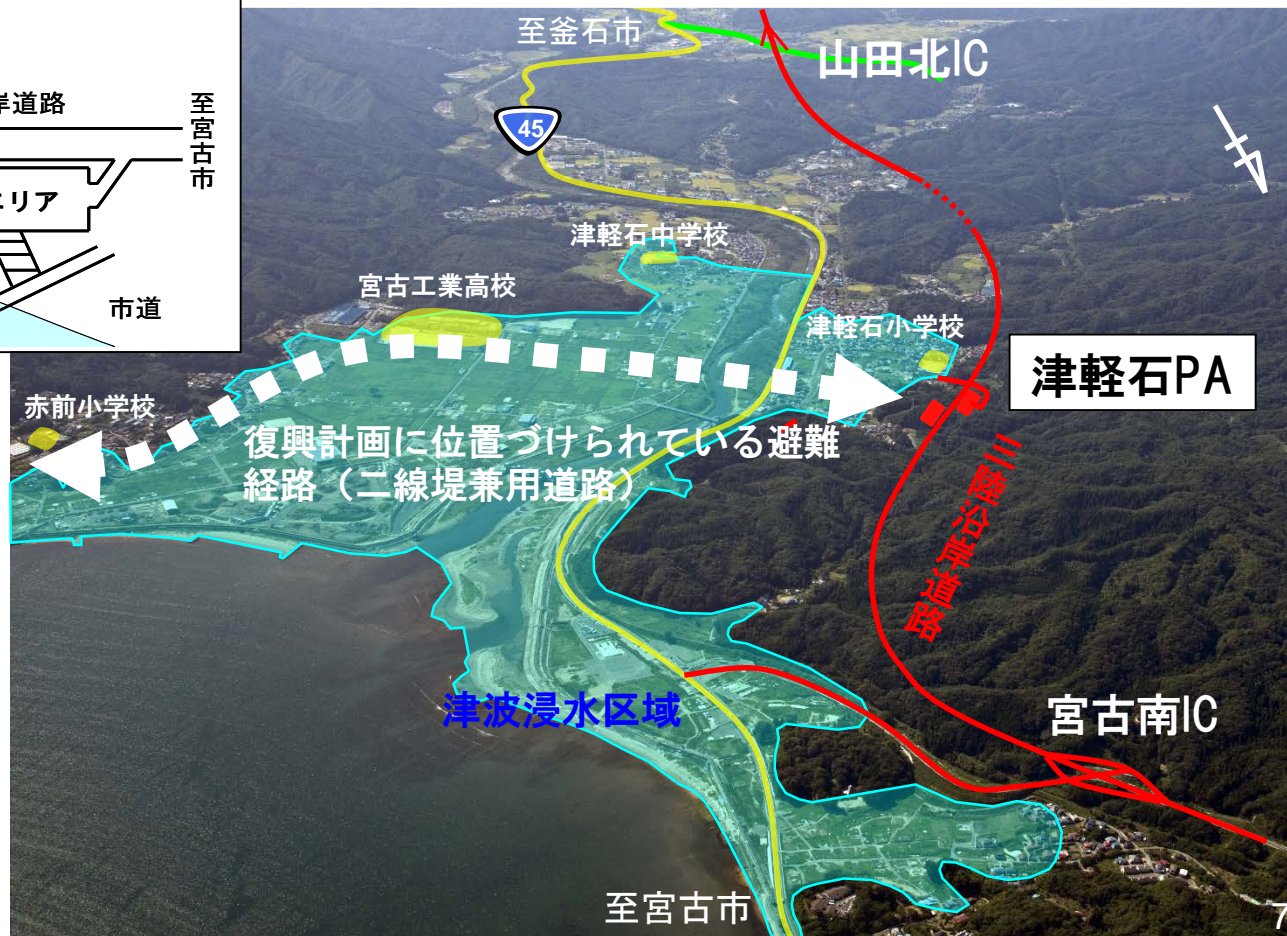 岸道路
至宮古市
エリア
市道
至釜石市
山田北IC
45
津軽石中学校
宮古工業高校
津軽石小学校
津軽石PA
赤前小学校
復興計画に位置づけられている避難
経路（二線堤兼用道路）
三陸沿岸道路
津波浸水区域
宮古南IC
至宮古市
7